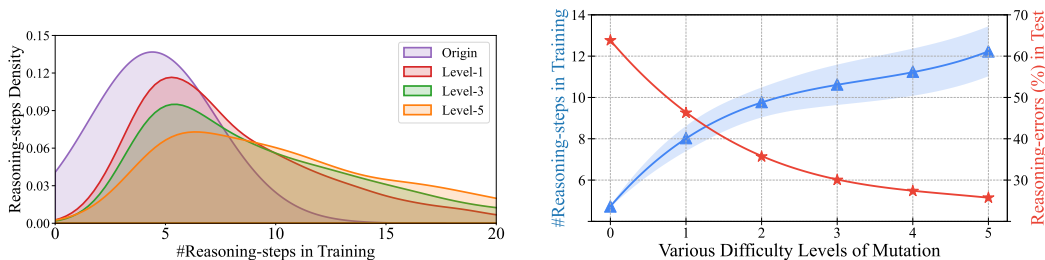 0.15
0.12
0.09
0.06
0.03
0.00
Reasoning-steps Density
Origin
Level-1
Level-3
Level-5
0 5 10 15 20
#Reasoning-steps in Training
14
12
10
8
6
#Reasoning-steps in Training
70
60
50
40
30
Reasoning-errors (%) in Test
0 1 2 3 4 5
Various Difficulty Levels of Mutation